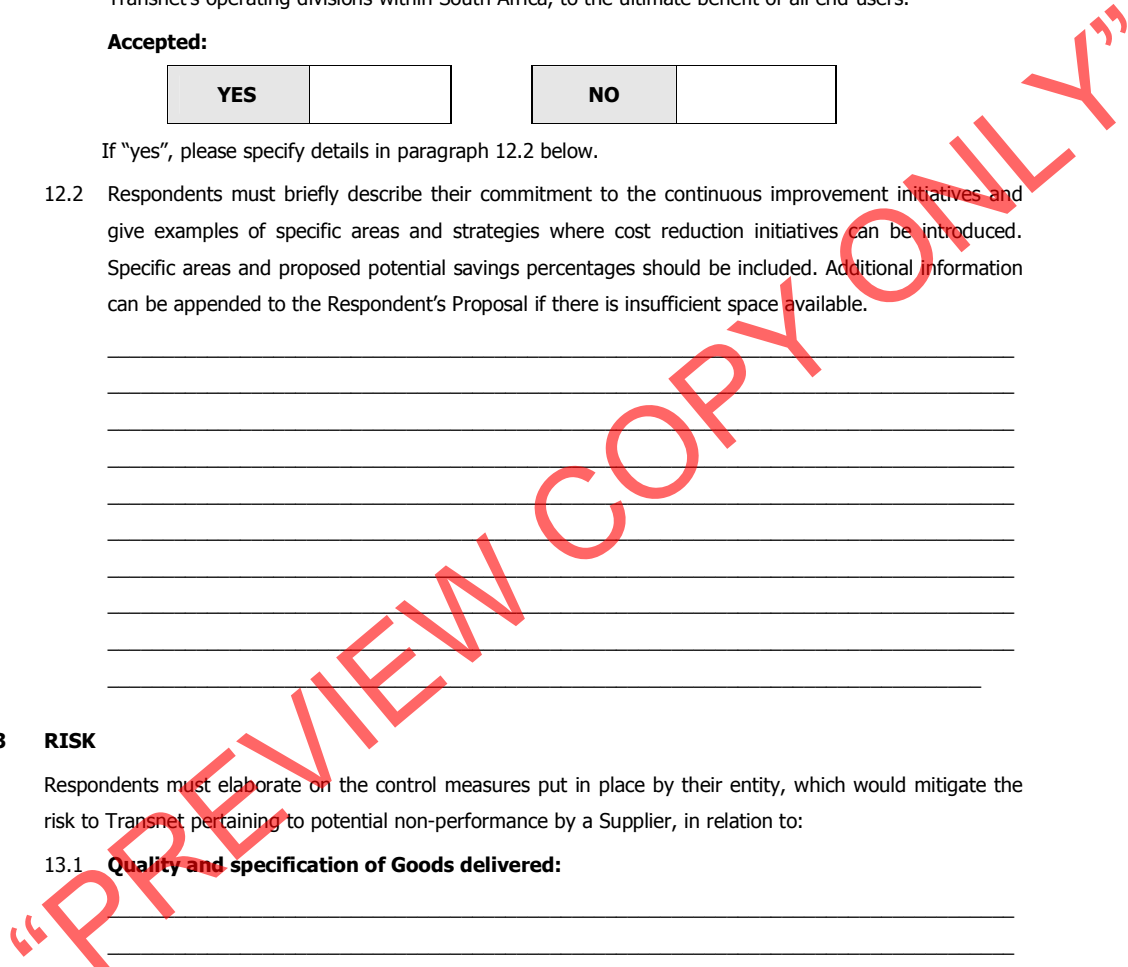 Transnet's operating divisions within South Africa, to the ultimate benefit of all end-users.
Accepted:
YES NO
If "yes", please specify details in paragraph 12.2 below.
12.2 Respondents must briefly describe their commitment to the continuous improvement initiatives and
give examples of specific areas and strategies where cost reduction initiatives can be introduced.
Specific areas and proposed potential savings percentages should be included. Additional information
can be appended to the Respondent's Proposal if there is insufficient space available.
3 RISK
Respondents must elaborate on the control measures put in place by their entity, which would mitigate the
risk to Transnet pertaining to potential non-performance by a Supplier, in relation to:
13.1 Quality and specification of Goods delivered:
"PREVIEW COPY ONLY"